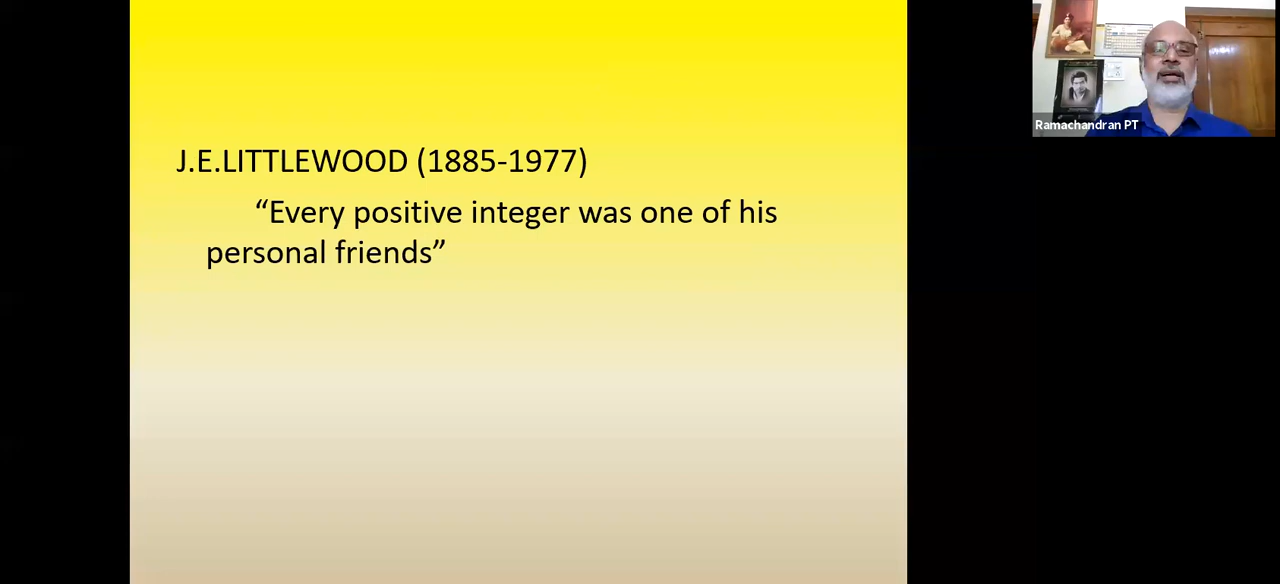 J.E.LITTLEWOOD (1885-1977)
“Every positive integer was one of his
personal friends”
Ramachandran PT